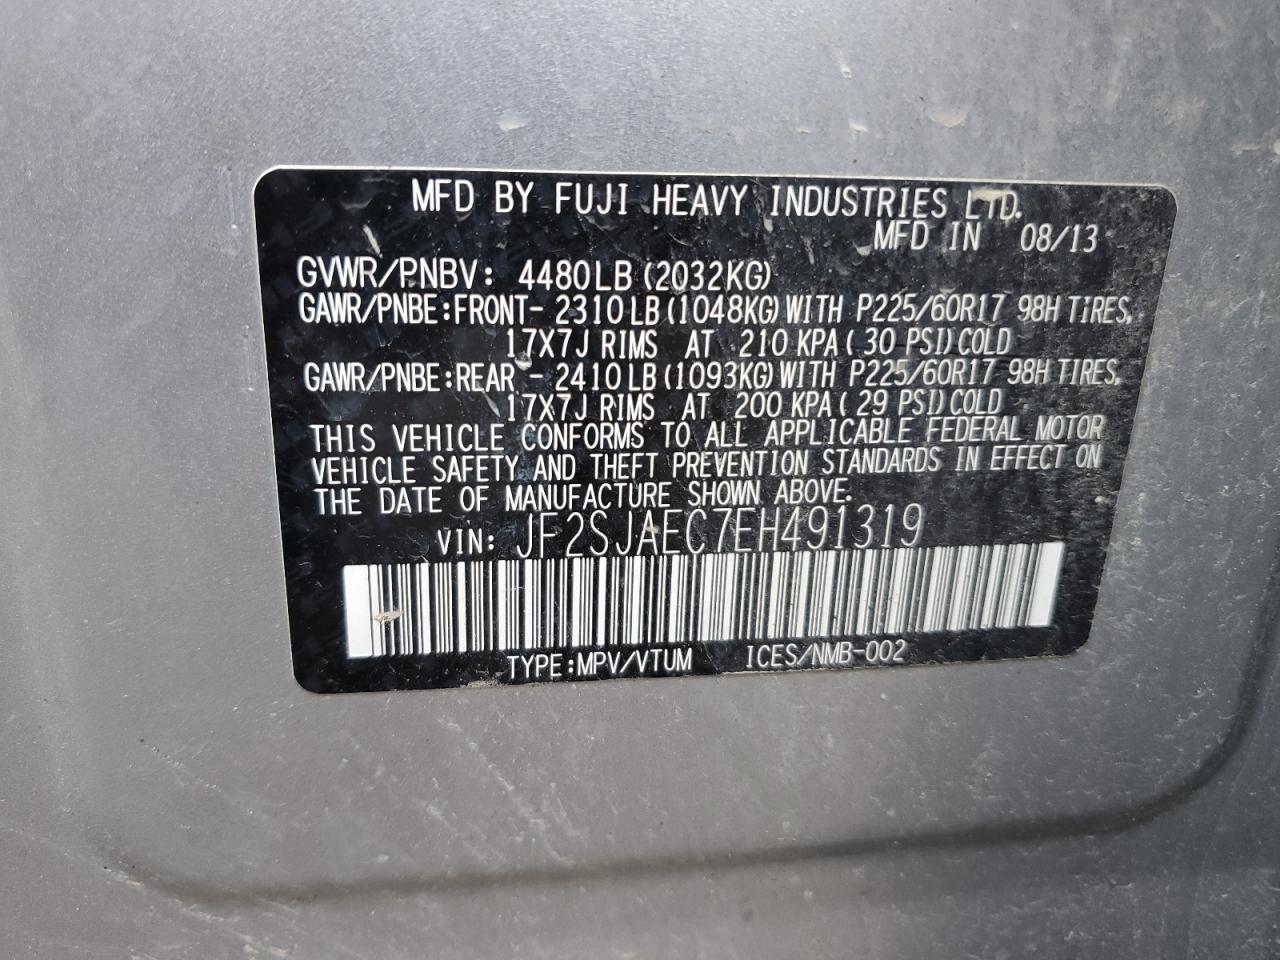 MFD BY FUJI HEAVY INDUSTRIES LTD.
MFD IN 08/13
GVWR/PNBV: 4480LB (2032KG)
GAWR/PNBE:FRONT- 2310 LB (1048KG) WITH P225/60R17 98H TIRES,
17X7J RIMS AT 210 KPA ( 30 PSI) COLD
GAWR/PNBE:REAR - 2410 LB (1093KG) WITH P225/60R17 98H TIRES,
17X7J RIMS AT 200 KPA ( 29 PSI) COLD
THIS VEHICLE CONFORMS TO ALL APPLICABLE FEDERAL MOTOR
VEHICLE SAFETY AND THEFT PREVENTION STANDARDS IN EFFECT ON
THE DATE OF MANUFACTURE SHOWN ABOVE.
VIN: JF2SJAEC7EH491319
TYPE:MPV/VTUM ICES/NMB-002